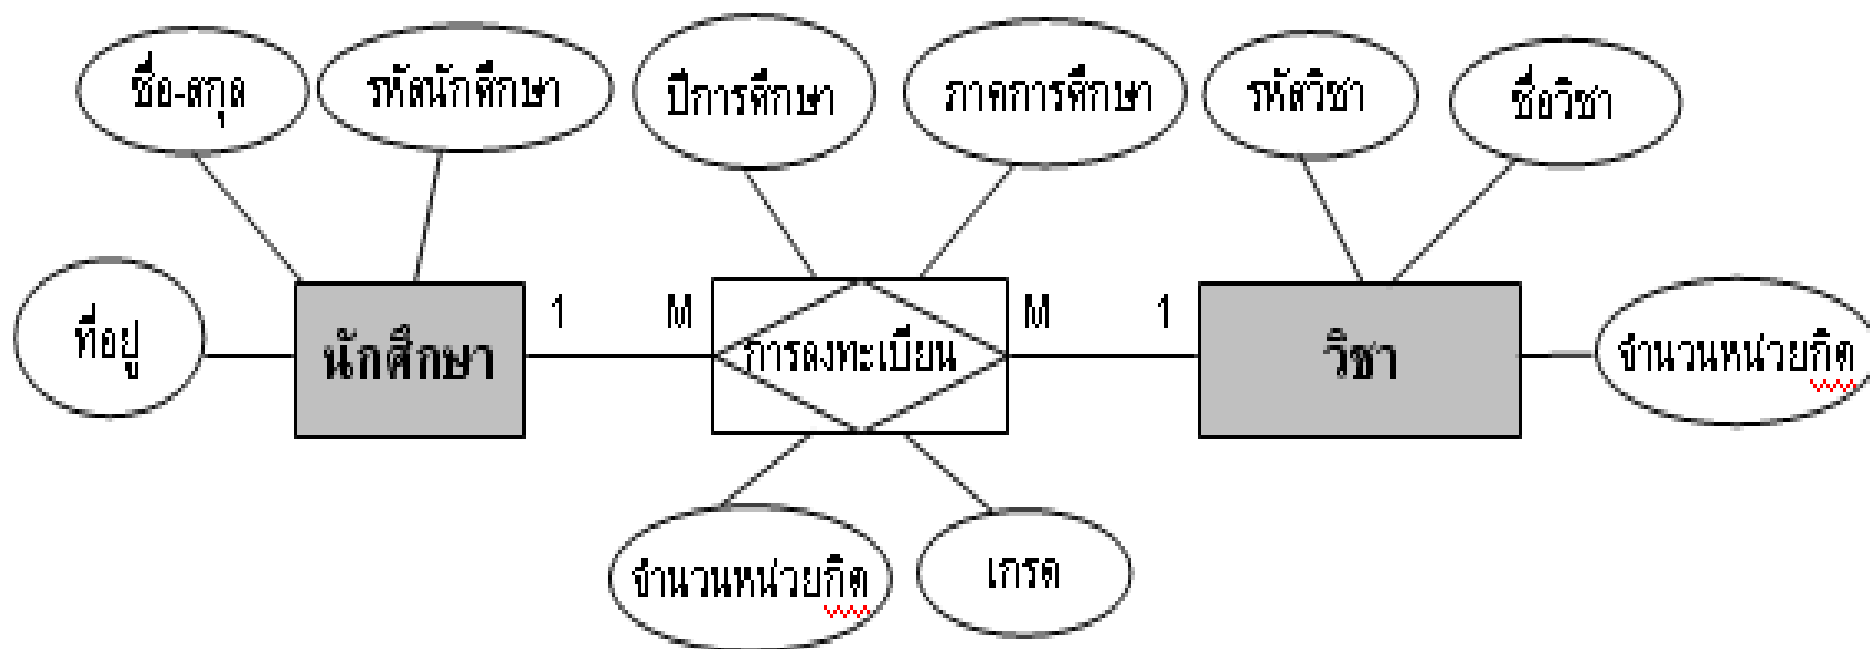 ชื่อ-สกุล
รหัสนักศึกษา
ปีการศึกษา
ภาคการศึกษา
รหัสวิชา
ชื่อวิชา
ที่อยู่
นักศึกษา
1
M
การลงทะเบียน
M
1
วิชา
จำนวนหน่วยกิต
จำนวนหน่วยกิต
เกรด